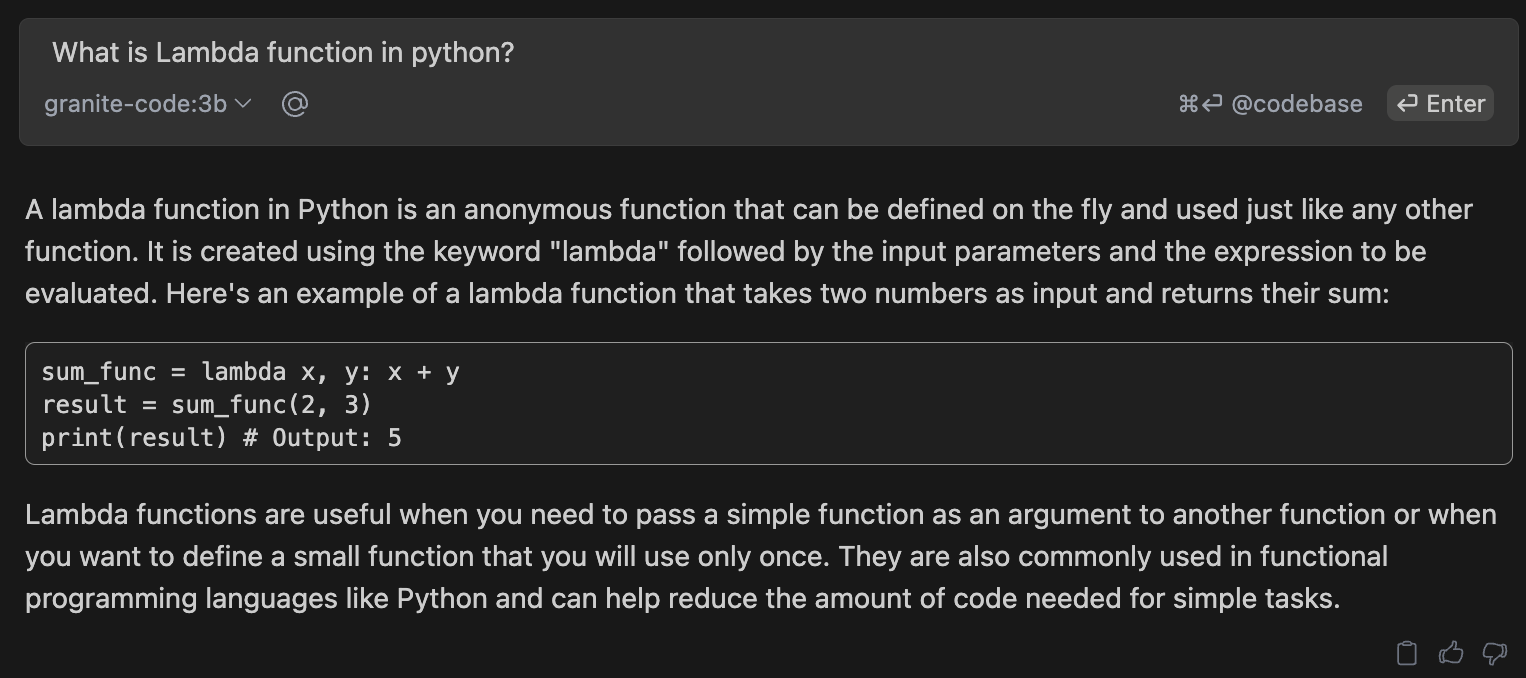 What is Lambda function in python?
granite-code:3b @ ⌘⏎ @codebase ⏎ Enter
A lambda function in Python is an anonymous function that can be defined on the fly and used just like any other
function. It is created using the keyword "lambda" followed by the input parameters and the expression to be
evaluated. Here's an example of a lambda function that takes two numbers as input and returns their sum:
sum_func = lambda x, y: x + y
result = sum_func(2, 3)
print(result) # Output: 5
Lambda functions are useful when you need to pass a simple function as an argument to another function or when
you want to define a small function that you will use only once. They are also commonly used in functional
programming languages like Python and can help reduce the amount of code needed for simple tasks.